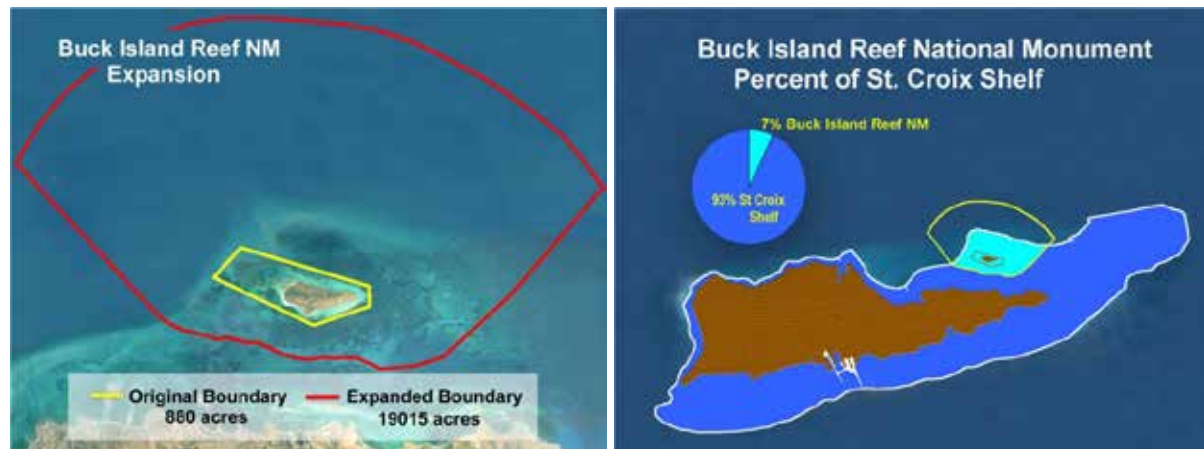 Buck Island Reef NM
Expansion
Original Boundary
880 acres
Expanded Boundary
19015 acres
Buck Island Reef National Monument
Percent of St. Croix Shelf
7% Buck Island Reef NM
93% St Croix
Shelf